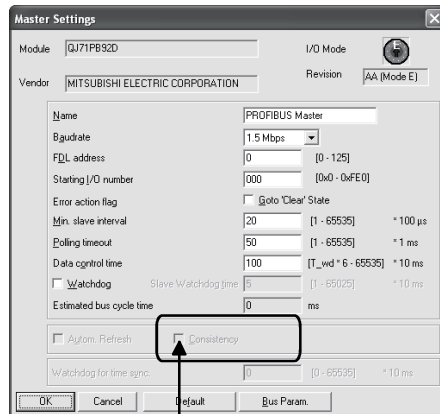 Master Settings
Module QJ71PB92D I/O Mode
Vendor MITSUBISHI ELECTRIC CORPORATION Revision AA (Mode E)
Name PROFIBUS Master
Baudrate 1.5 Mbps
FDL address 0 [0 - 125]
Starting I/O number 000 [0x0 - 0xFE0]
Error action flag Goto 'Clear' State
Min. slave interval 20 [1 - 65535] * 100 µs
Polling timeout 50 [1 - 65535] * 1 ms
Data control time 100 [T_wd * 6 - 65535] * 10 ms
Watchdog Slave Watchdog time 5 [1 - 65025] * 10 ms
Estimated bus cycle time 0 ms
Autom. Refresh Consistency
Watchdog for time sync. 0 [0 - 65535] * 10 ms
OK Cancel Default Bus Param.